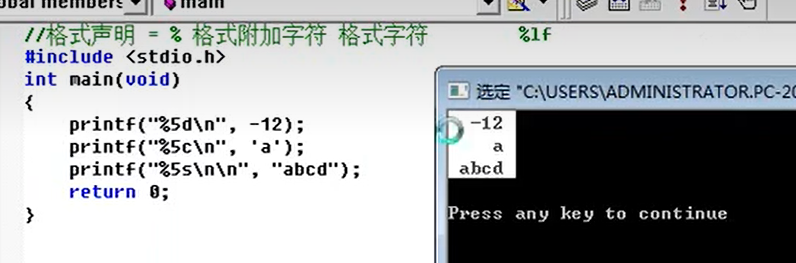 main
//格式声明 = % 格式附加字符 格式字符 %lf
#include <stdio.h>
int main(void)
{
printf("%5d\n", -12);
printf("%5c\n", 'a');
printf("%5s\n\n", "abcd");
return 0;
}
选定 "C:\USERS\ADMINISTRATOR.PC-20
-12
a
abcd
Press any key to continue